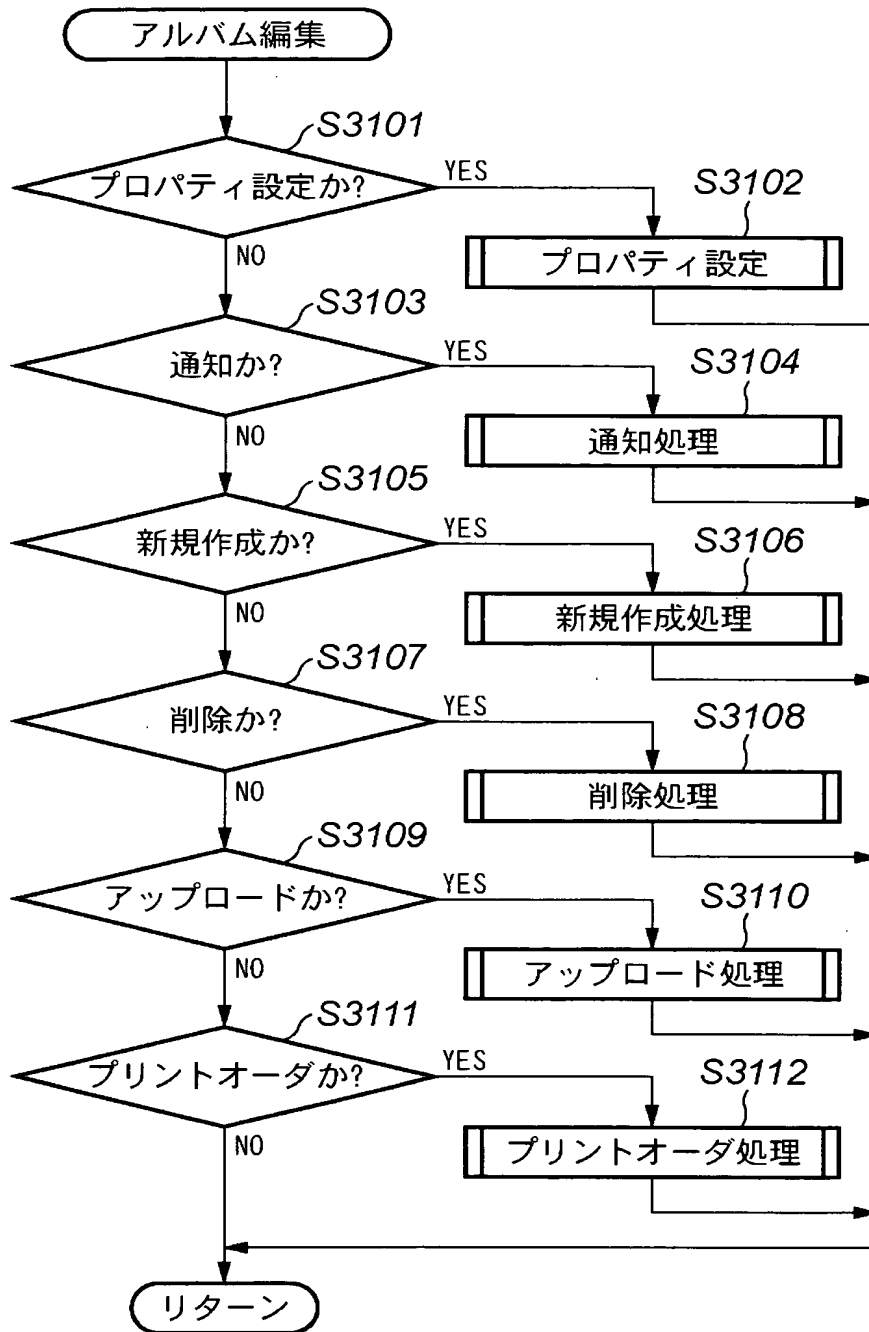 アルバム編集
S3101
プロパティ設定か?
YES
NO
S3102
プロパティ設定
S3103
通知か?
YES
NO
S3104
通知処理
S3105
新規作成か?
YES
NO
S3106
新規作成処理
S3107
削除か?
YES
NO
S3108
削除処理
S3109
アップロードか?
YES
NO
S3110
アップロード処理
S3111
プリントオーダか?
YES
NO
S3112
プリントオーダ処理
リターン